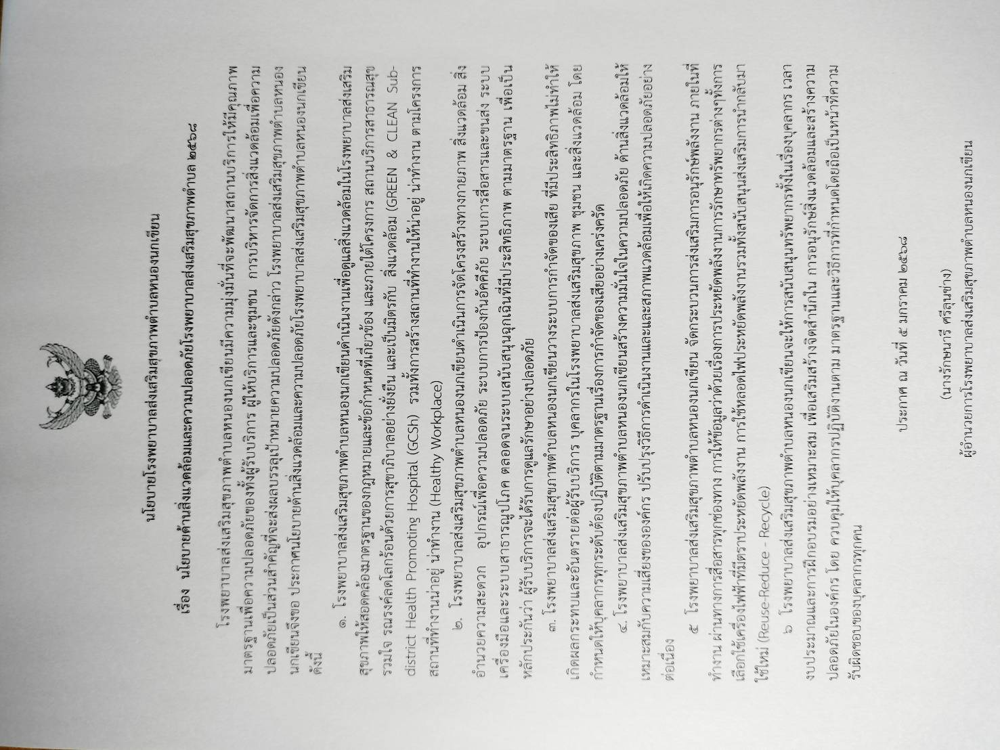 นโยบายโรงพยาบาลส่งเสริมสุขภาพตำบลหนองนกเขียน
เรื่อง นโยบายด้านสิ่งแวดล้อมและความปลอดภัยโรงพยาบาลส่งเสริมสุขภาพตำบล ๒๕๖๘
โรงพยาบาลส่งเสริมสุขภาพตำบลหนองนกเขียนมีความมุ่งมั่นที่จะพัฒนาสถานบริการให้มีคุณภาพ
มาตรฐานเพื่อความปลอดภัยของทั้งผู้รับบริการ ผู้ให้บริการและชุมชน การบริหารจัดการสิ่งแวดล้อมเพื่อความ
ปลอดภัยเป็นส่วนสำคัญที่จะส่งผลบรรลุเป้าหมายความปลอดภัยดังกล่าว โรงพยาบาลส่งเสริมสุขภาพตำบลหนอง
นกเขียนจึงขอ ประกาศนโยบายด้านสิ่งแวดล้อมและความปลอดภัยโรงพยาบาลส่งเสริมสุขภาพตำบลหนองนกเขียน
ดังนี้
๑. โรงพยาบาลส่งเสริมสุขภาพตำบลหนองนกเขียนดำเนินงานเพื่อดูแลสิ่งแวดล้อมในโรงพยาบาลส่งเสริม
สุขภาพให้สอดคล้องมาตรฐานของกฎหมายและข้อกำหนดที่เกี่ยวข้อง และภายใต้โครงการ สถานบริการสาธารณสุข
รวมใจ รณรงค์ลดโลกร้อนด้วยการสุขาภิบาลอย่างยั่งยืน และเป็นมิตรกับ สิ่งแวดล้อม (GREEN & CLEAN Sub-
district Health Promoting Hospital (GCSh) รวมทั้งการสร้างสถานที่ทำงานให้น่าอยู่ น่าทำงาน ตามโครงการ
สถานที่ทำงานน่าอยู่ น่าทำงาน (Healthy Workplace)
๒. โรงพยาบาลส่งเสริมสุขภาพตำบลหนองนกเขียนดำเนินการจัดโครงสร้างทางกายภาพ สิ่งแวดล้อม สิ่ง
อำนวยความสะดวก อุปกรณ์เพื่อความปลอดภัย ระบบการป้องกันอัคคีภัย ระบบการสื่อสารและขนส่ง ระบบ
เครื่องมือและระบบสาธารณูปโภค ตลอดจนระบบสนับสนุนฉุกเฉินที่มีประสิทธิภาพ ตามมาตรฐาน เพื่อเป็น
หลักประกันว่า ผู้รับบริการจะได้รับการดูแลรักษาอย่างปลอดภัย
๓. โรงพยาบาลส่งเสริมสุขภาพตำบลหนองนกเขียนวางระบบการกำจัดของเสีย ที่มีประสิทธิภาพไม่ทำให้
เกิดผลกระทบและอันตรายต่อผู้รับบริการ บุคลากรในโรงพยาบาลส่งเสริมสุขภาพ ชุมชน และสิ่งแวดล้อม โดย
กำหนดให้บุคลากรทุกระดับต้องปฏิบัติตามมาตรฐานเรื่องการกำจัดของเสียอย่างเคร่งครัด
๔. โรงพยาบาลส่งเสริมสุขภาพตำบลหนองนกเขียนสร้างความมั่นใจในความปลอดภัย ด้านสิ่งแวดล้อมให้
เหมาะสมกับความเสี่ยงขององค์กร ปรับปรุงวิธีการดำเนินงานและและสภาพแวดล้อมเพื่อให้เกิดความปลอดภัยอย่าง
ต่อเนื่อง
๕ โรงพยาบาลส่งเสริมสุขภาพตำบลหนองนกเขียน จัดกระบวนการส่งเสริมการอนุรักษ์พลังงาน ภายในที่
ทำงาน ผ่านทางการสื่อสารทุกช่องทาง การให้ข้อมูลว่าด้วยเรื่องการประหยัดพลังงานการรักษาทรัพยากรต่างๆทั้งการ
เลือกใช้เครื่องไฟฟ้าที่มีตราประหยัดพลังงาน การใช้หลอดไฟประหยัดพลังงานรวมทั้งสนับสนุนส่งเสริมการนำกลับมา
ใช้ใหม่ (Reuse-Reduce - Recycle)
๖ โรงพยาบาลส่งเสริมสุขภาพตำบลหนองนกเขียนจะให้การสนับสนุนทรัพยากรทั้งในเรื่องบุคลากร เวลา
งบประมาณและการฝึกอบรมอย่างเหมาะสม เพื่อเสริมสร้างจิตสำนึกใน การอนุรักษ์สิ่งแวดล้อมและสร้างความ
ปลอดภัยในองค์กร โดย ควบคุมให้บุคลากรปฏิบัติงานตาม มาตรฐานและวิธีการที่กำหนดโดยถือเป็นหน้าที่ความ
รับผิดชอบของบุคลากรทุกคน
ประกาศ ณ วันที่ ๕ มกราคม ๒๕๖๘
(นางรักษนารี ศรีลุนช่าง)
ผู้อำนวยการโรงพยาบาลส่งเสริมสุขภาพตำบลหนองนกเขียน